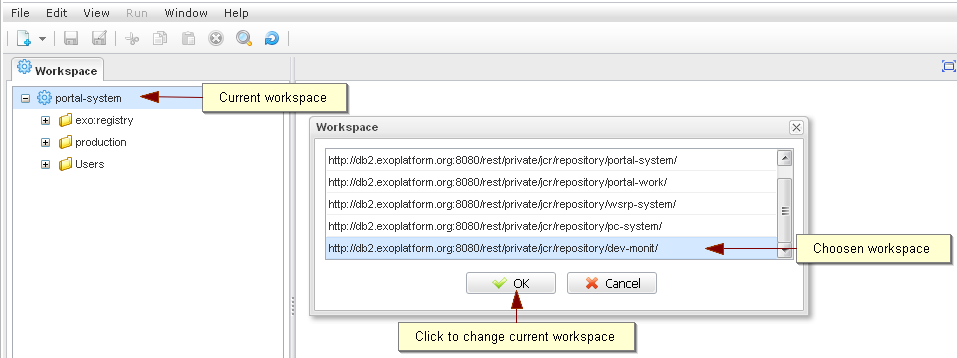 File Edit View Run Window Help
Workspace
portal-system
Current workspace
exo:registry
production
Users
Workspace
http://db2.exoplatform.org:8080/rest/private/jcr/repository/portal-system/
http://db2.exoplatform.org:8080/rest/private/jcr/repository/portal-work/
http://db2.exoplatform.org:8080/rest/private/jcr/repository/wsrp-system/
http://db2.exoplatform.org:8080/rest/private/jcr/repository/pc-system/
http://db2.exoplatform.org:8080/rest/private/jcr/repository/dev-monit/
Choosen workspace
OK Cancel
Click to change current workspace